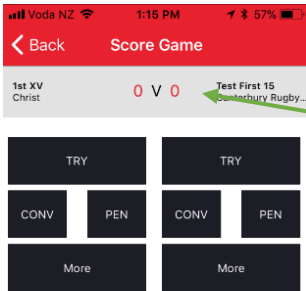 Voda NZ 1:15 PM 57%
Back Score Game
1st XV 0 V 0 Test First 15
Christ Canterbury Rugby...
TRY TRY
CONV PEN CONV PEN
More More